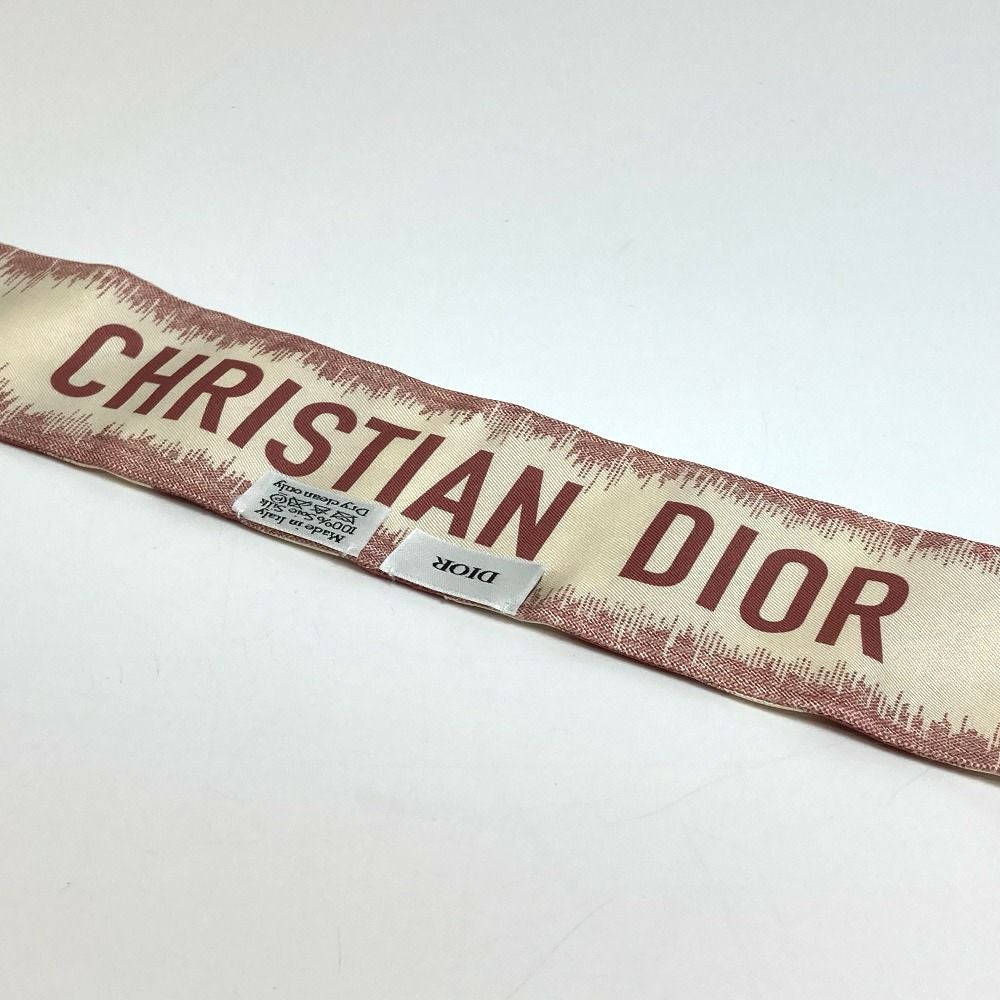 CHRISTIAN DIOR
Made in Italy
100% Soie Silk
Dry clean only
DIOR